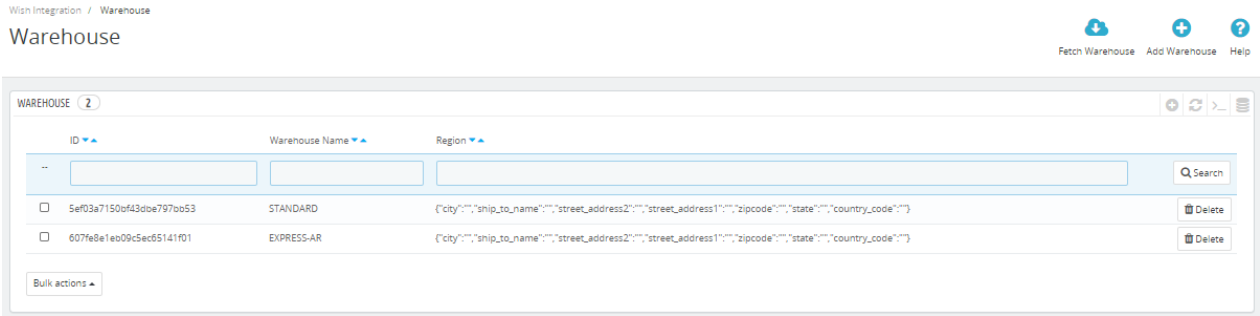 Wish Integration / Warehouse
Warehouse
Fetch Warehouse Add Warehouse Help
WAREHOUSE 2
ID Warehouse Name Region
-- Search
5ef03a7150bf43dbe797bb53 STANDARD {"city":"","ship_to_name":"","street_address2":"","street_address1":"","zipcode":"","state":"","country_code":""} Delete
607fe8e1eb09c5ec65141f01 EXPRESS-AR {"city":"","ship_to_name":"","street_address2":"","street_address1":"","zipcode":"","state":"","country_code":""} Delete
Bulk actions